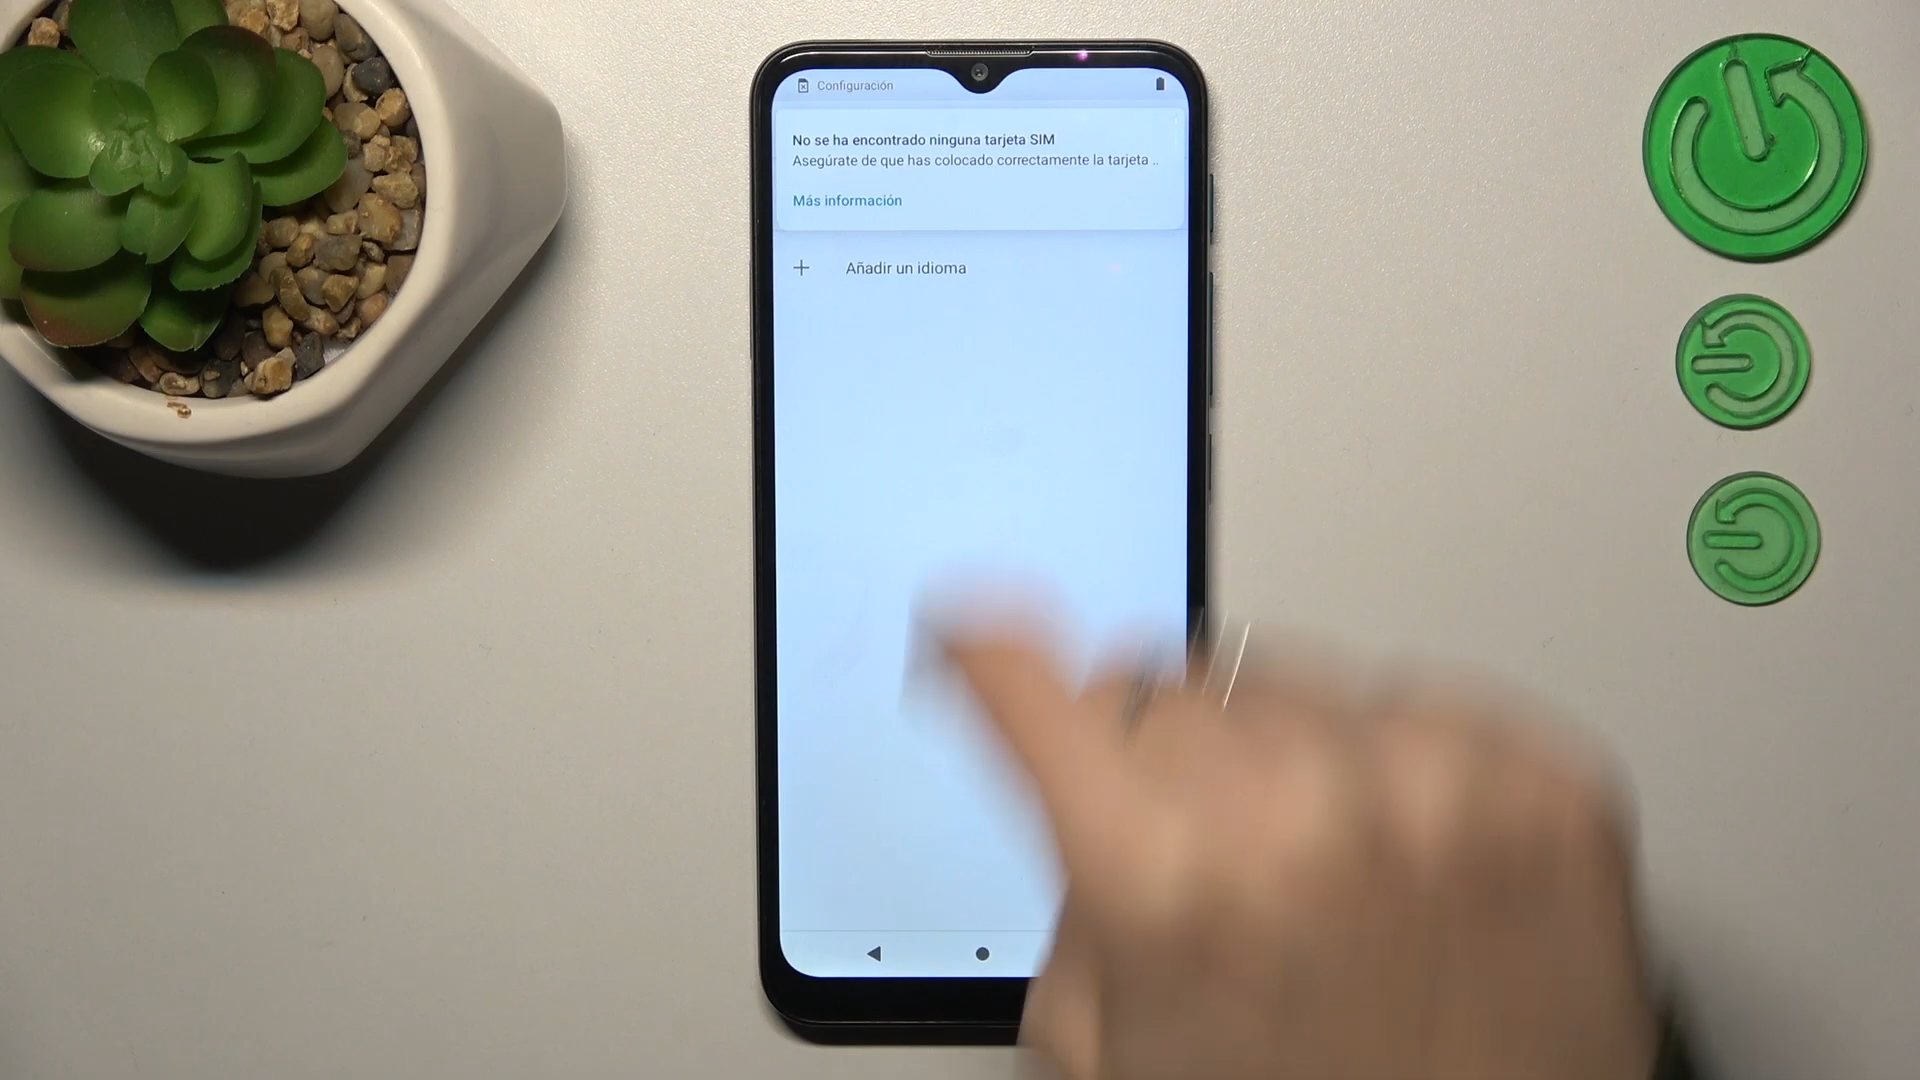 Configuración
No se ha encontrado ninguna tarjeta SIM
Asegúrate de que has colocado correctamente la tarjeta ..
Más información
Añadir un idioma